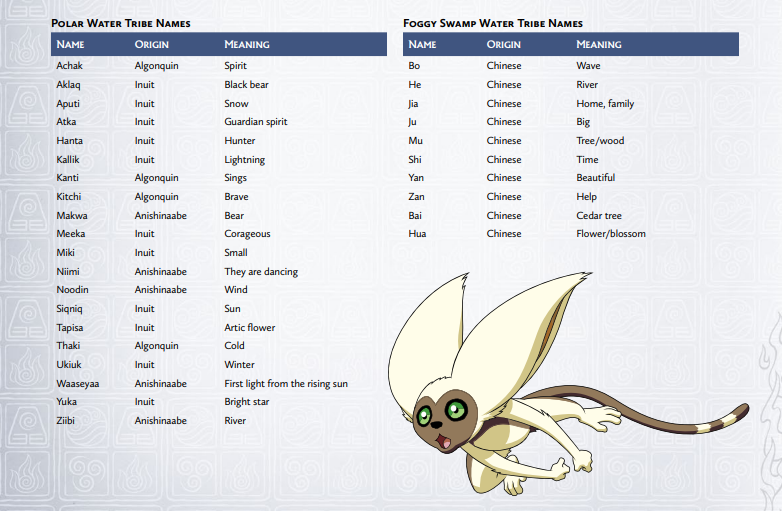 Polar Water Tribe Names
Name Origin Meaning
Achak Algonquin Spirit
Aklaq Inuit Black bear
Aputi Inuit Snow
Atka Inuit Guardian spirit
Hanta Inuit Hunter
Kallik Inuit Lightning
Kanti Algonquin Sings
Kitchi Algonquin Brave
Makwa Anishinaabe Bear
Meeka Inuit Corageous
Miki Inuit Small
Niimi Anishinaabe They are dancing
Noodin Anishinaabe Wind
Siqniq Inuit Sun
Tapisa Inuit Artic flower
Thaki Algonquin Cold
Ukiuk Inuit Winter
Waaseyaa Anishinaabe First light from the rising sun
Yuka Inuit Bright star
Ziibi Anishinaabe River
Foggy Swamp Water Tribe Names
Name Origin Meaning
Bo Chinese Wave
He Chinese River
Jia Chinese Home, family
Ju Chinese Big
Mu Chinese Tree/wood
Shi Chinese Time
Yan Chinese Beautiful
Zan Chinese Help
Bai Chinese Cedar tree
Hua Chinese Flower/blossom